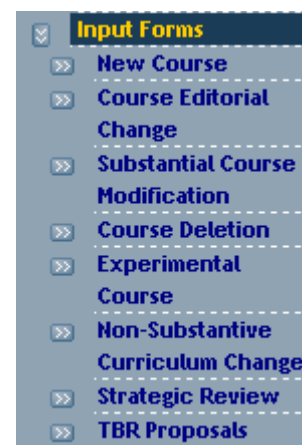 Input Forms
New Course
Course Editorial
Change
Substantial Course
Modification
Course Deletion
Experimental
Course
Non-Substantive
Curriculum Change
Strategic Review
TBR Proposals